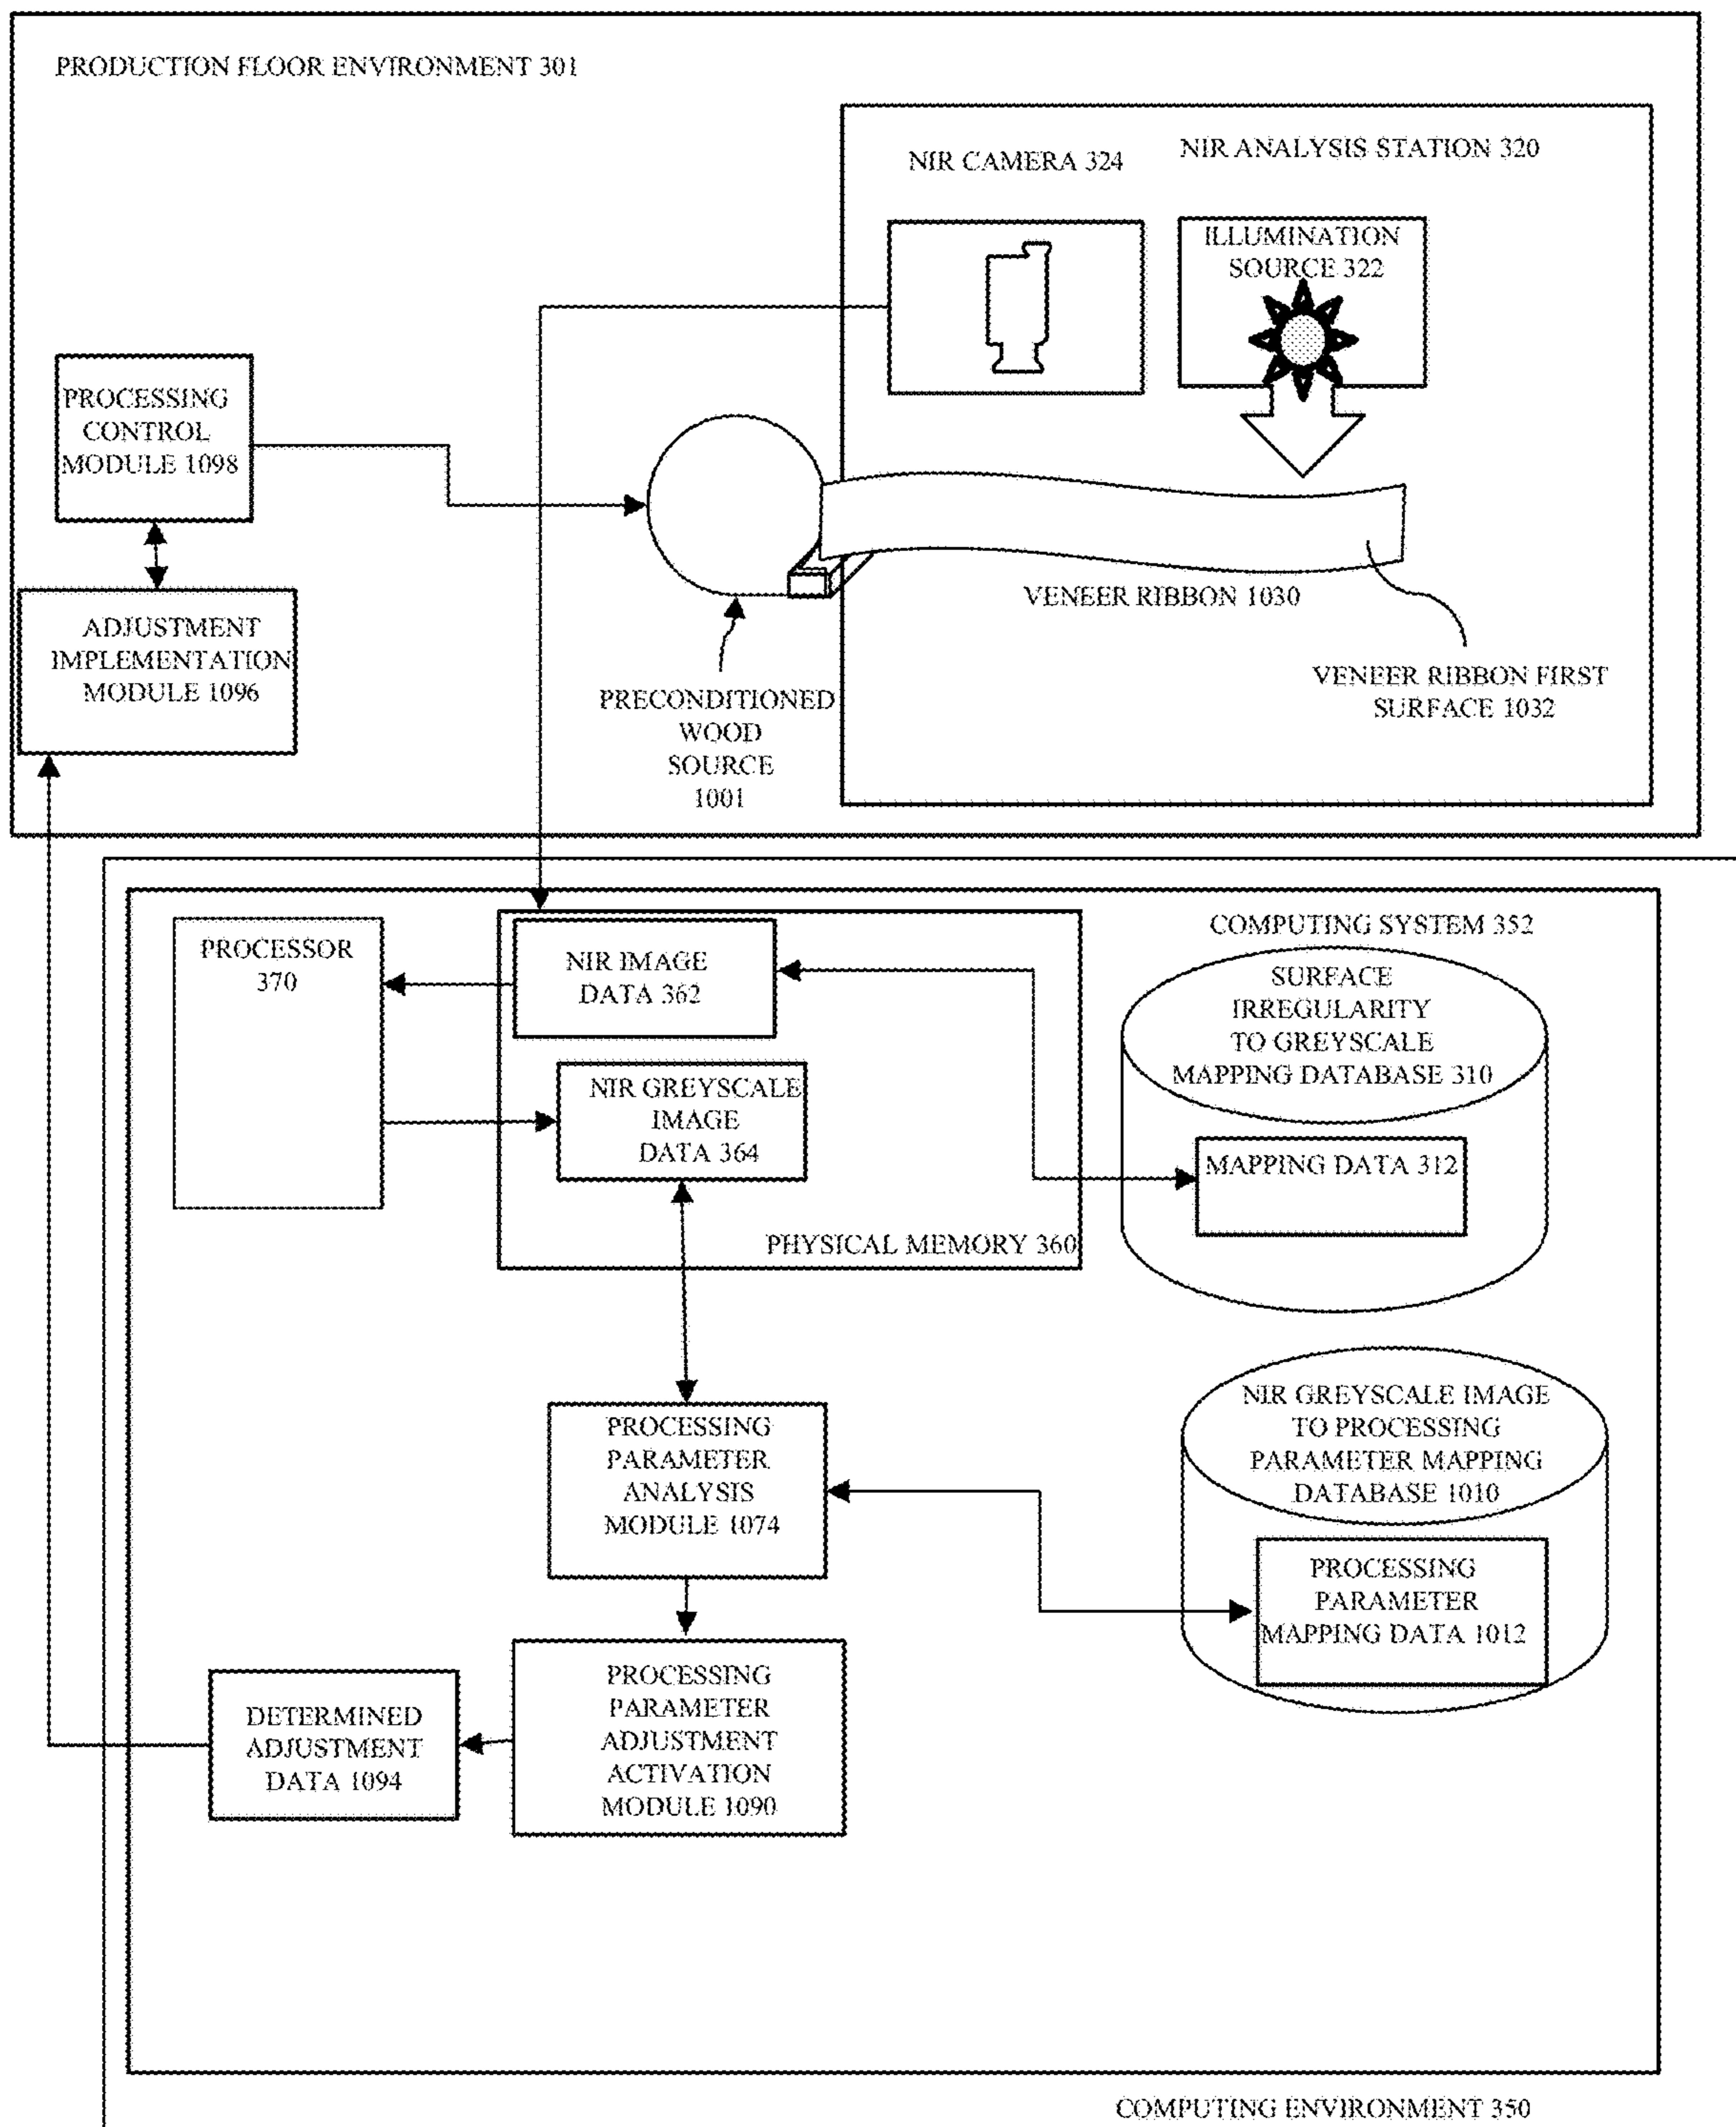 PRODUCTION FLOOR ENVIRONMENT 301
NIR CAMERA 324
NIR ANALYSIS STATION 320
ILLUMINATION
SOURCE 322
PROCESSING
CONTROL
MODULE 1098
ADJUSTMENT
IMPLEMENTATION
MODULE 1096
VENEER RIBBON 1030
VENEER RIBBON FIRST
SURFACE 1032
PRECONDITIONED
WOOD
SOURCE
1001
PROCESSOR
370
NIR IMAGE
DATA 362
NIR GREYSCALE
IMAGE
DATA 364
PHYSICAL MEMORY 360
COMPUTING SYSTEM 352
SURFACE
IRREGULARITY
TO GREYSCALE
MAPPING DATABASE 310
MAPPING DATA 312
PROCESSING
PARAMETER
ANALYSIS
MODULE 1074
NIR GREYSCALE IMAGE
TO PROCESSING
PARAMETER MAPPING
DATABASE 1010
PROCESSING
PARAMETER
MAPPING DATA 1012
PROCESSING
PARAMETER
ADJUSTMENT
ACTIVATION
MODULE 1090
DETERMINED
ADJUSTMENT
DATA 1094
COMPUTING ENVIRONMENT 350